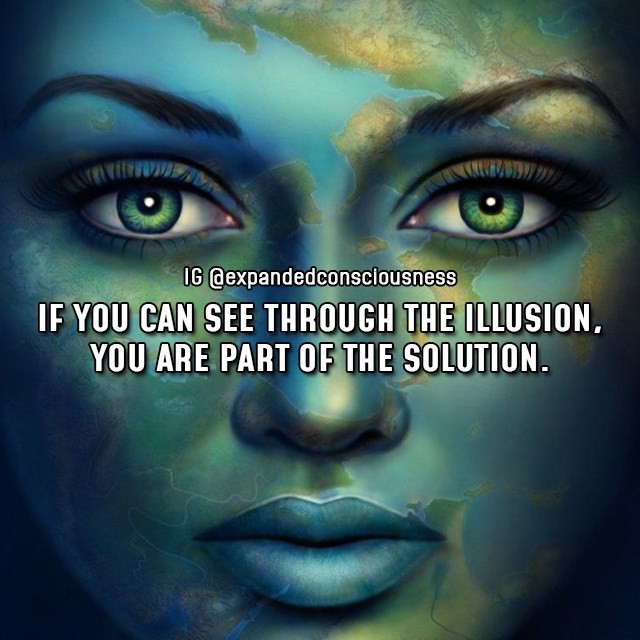 IG @expandedconsciousness
IF YOU CAN SEE THROUGH THE ILLUSION,
YOU ARE PART OF THE SOLUTION.